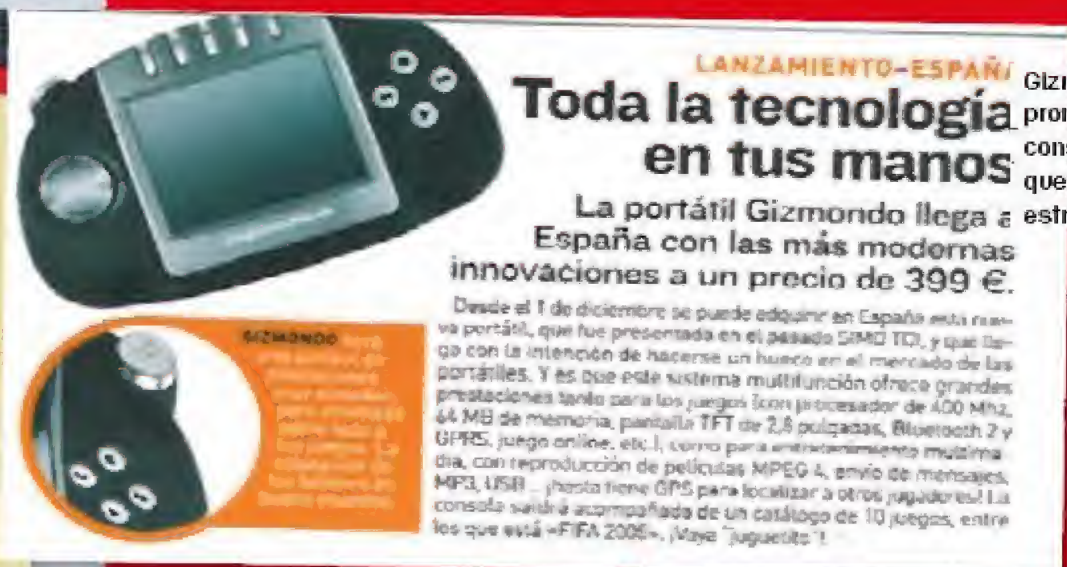 LANZAMIENTO-ESPAÑA
Toda la tecnología
en tus manos
La portátil Gizmondo llega a
España con las más modernas
innovaciones a un precio de 399 €.
Desde el 1 de diciembre se puede adquirir en España esta nue-
va portátil, que fue presentada en el pasado SIMO TCI, y que lle-
ga con la intención de hacerse un hueco en el mercado de las
portátiles. Y es que este sistema multifunción ofrece grandes
prestaciones tanto para los juegos (con procesador de 400 Mhz,
64 MB de memoria, pantalla TFT de 2,8 pulgadas, Bluetooth 2 y
GPRS, juego online, etc.), como para entretenimiento multime-
dia, con reproducción de películas MPEG 4, envío de mensajes,
MP3, USB... ¡hasta tiene GPS para localizar a otros jugadores! La
consola saldrá acompañada de un catálogo de 10 juegos, entre
los que está «FIFA 2005». ¡Vaya "juguetito"!
GIZMONDO
Gizm
pron
cons
que
estr